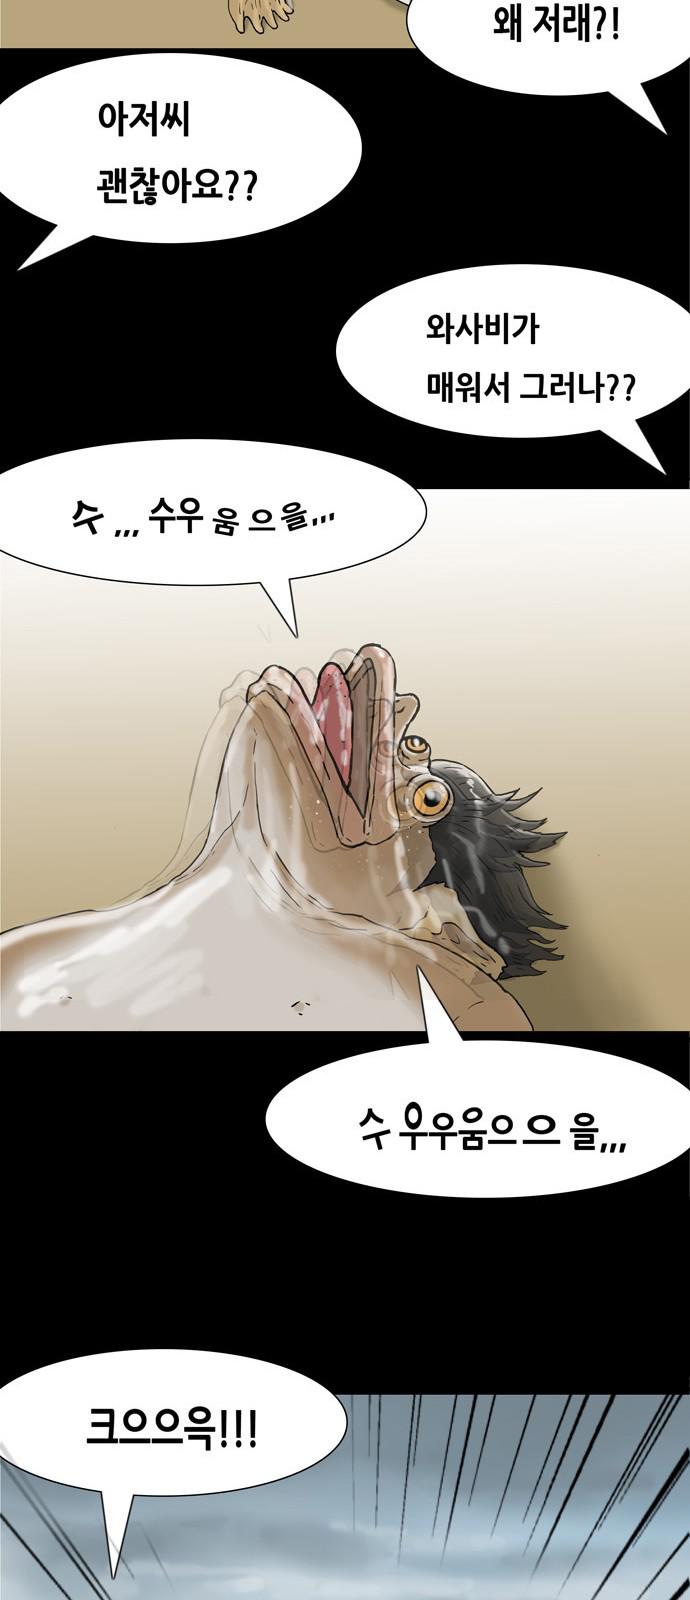 왜 저래?!
아저씨
괜찮아요??
와사비가
매워서 그러나??
수 ,,, 수우 움 으 을,,,
수 우우움으 으 을,,,
크으으윽!!!